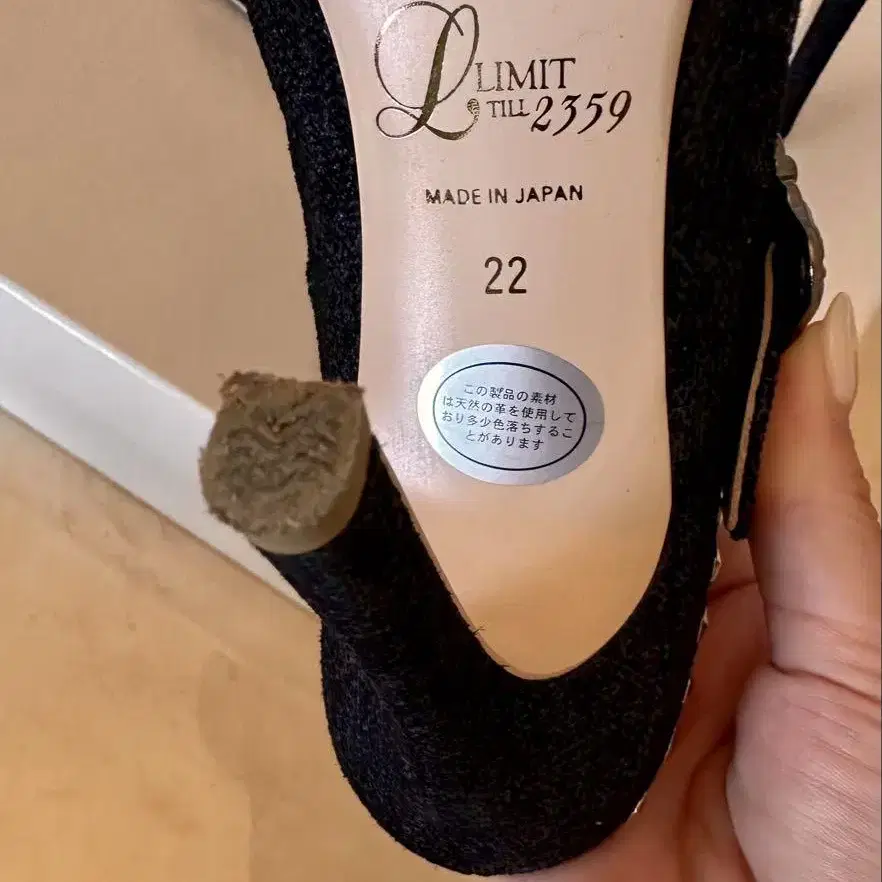 L LIMIT
TILL 2359
MADE IN JAPAN
22
この製品の素材
は天然の革を使用して
おり多少色落ちするこ
とがあります